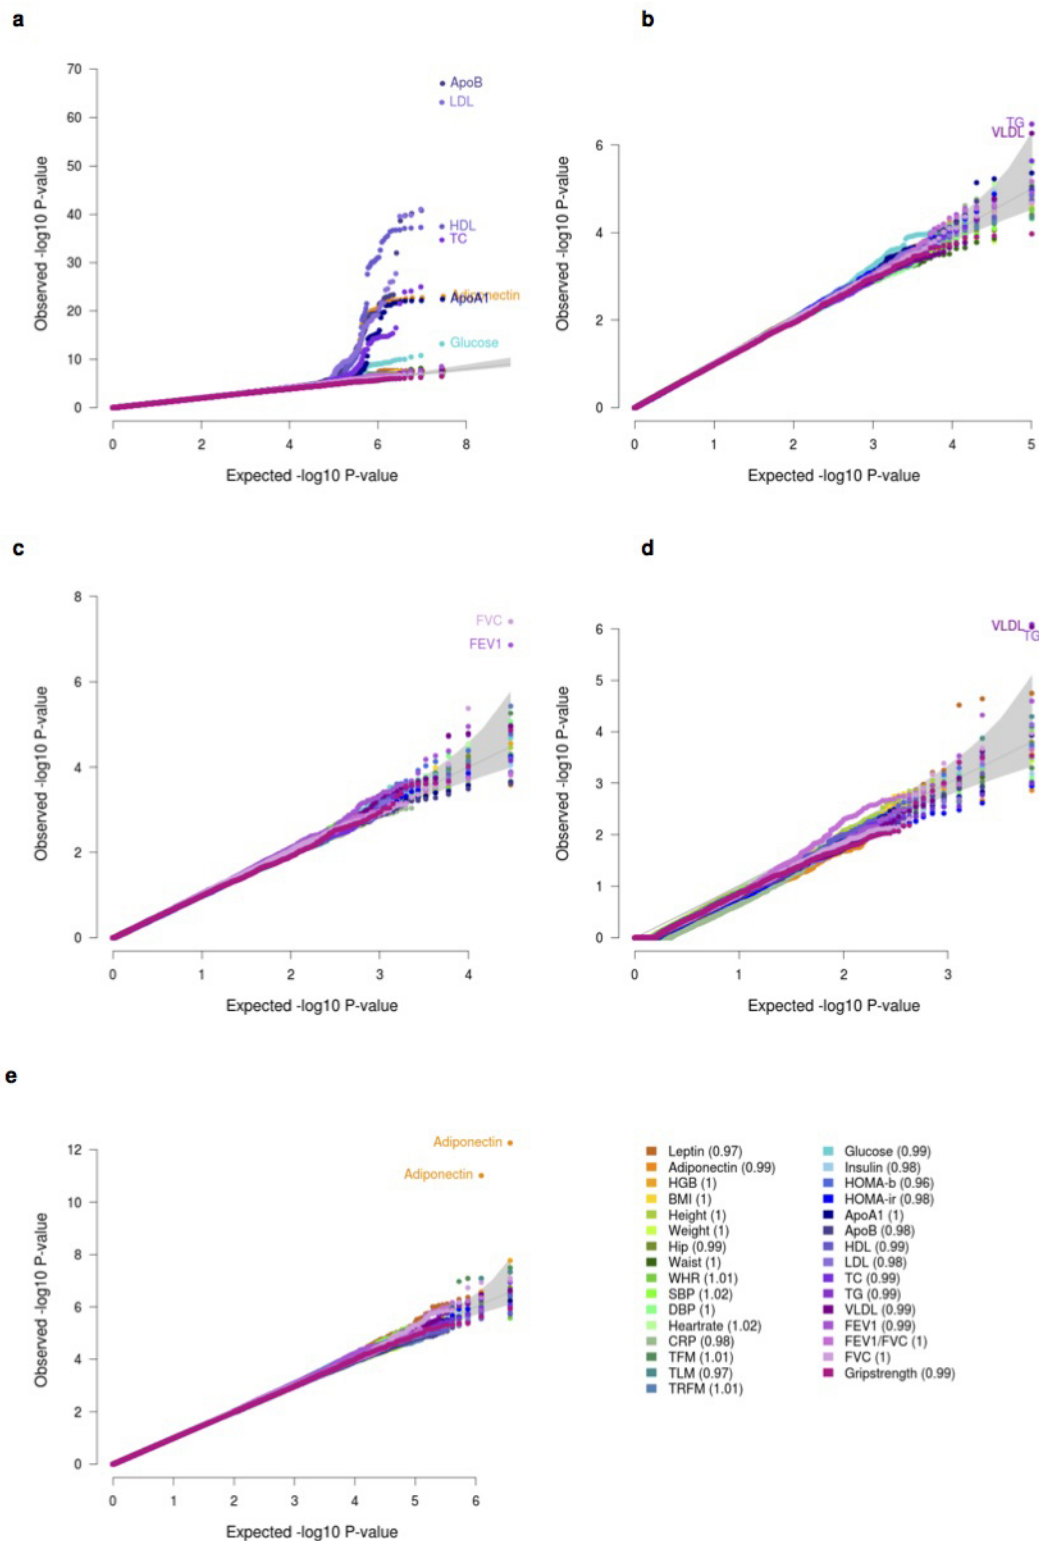 a
70
60
50
40
30
20
10
0
Observed -log10 P-value
ApoB
LDL
HDL
TC
Adiponectin
ApoA1
Glucose
0 2 4 6 8
Expected -log10 P-value
b
6
4
2
0
Observed -log10 P-value
TG
VLDL
0 1 2 3 4 5
Expected -log10 P-value
c
8
6
4
2
0
Observed -log10 P-value
FVC
FEV1
0 1 2 3 4
Expected -log10 P-value
d
6
5
4
3
2
1
0
Observed -log10 P-value
VLDL
TG
0 1 2 3
Expected -log10 P-value
e
12
10
8
6
4
2
0
Observed -log10 P-value
Adiponectin
Adiponectin
0 1 2 3 4 5 6
Expected -log10 P-value
Leptin (0.97)
Adiponectin (0.99)
HGB (1)
BMI (1)
Height (1)
Weight (1)
Hip (0.99)
Waist (1)
WHR (1.01)
SBP (1.02)
DBP (1)
Heartrate (1.02)
CRP (0.98)
TFM (1.01)
TLM (0.97)
TRFM (1.01)
Glucose (0.99)
Insulin (0.98)
HOMA-b (0.96)
HOMA-ir (0.98)
ApoA1 (1)
ApoB (0.98)
HDL (0.99)
LDL (0.98)
TC (0.99)
TG (0.99)
VLDL (0.99)
FEV1 (0.99)
FEV1/FVC (1)
FVC (1)
Gripstrength (0.99)